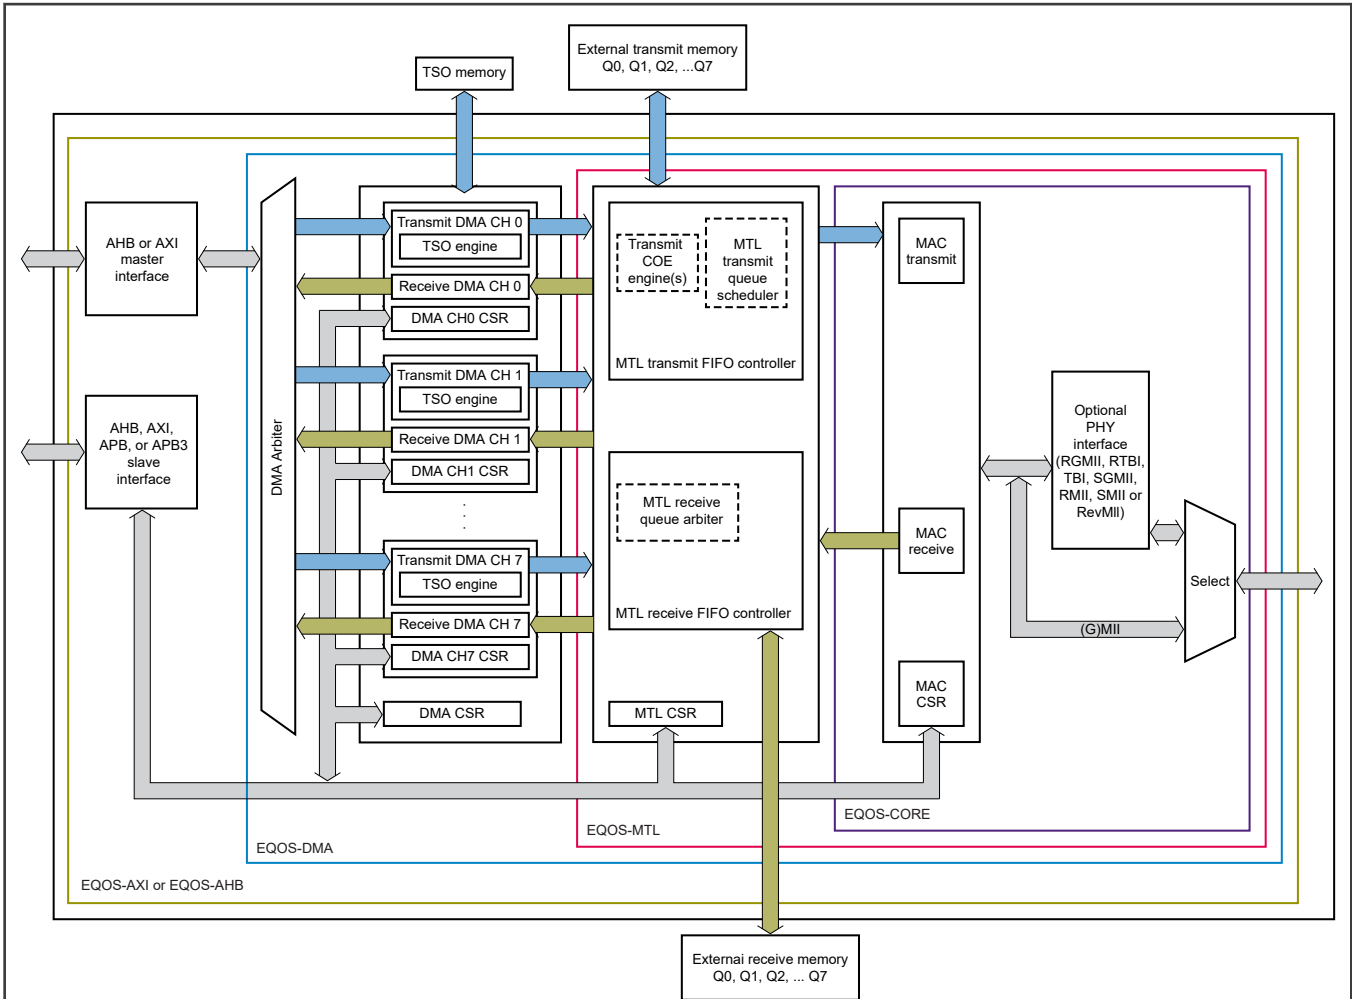 External transmit memory
Q0, Q1, Q2, ...Q7
TSO memory
AHB or AXI
master
interface
AHB, AXI,
APB, or APB3
slave
interface
DMA Arbiter
Transmit DMA CH 0
TSO engine
Receive DMA CH 0
DMA CH0 CSR
Transmit DMA CH 1
TSO engine
Receive DMA CH 1
DMA CH1 CSR
.
.
.
Transmit DMA CH 7
TSO engine
Receive DMA CH 7
DMA CH7 CSR
DMA CSR
Transmit
COE
engine(s)
MTL
transmit
queue
scheduler
MTL transmit FIFO controller
MTL receive
queue arbiter
MTL receive FIFO controller
MTL CSR
MAC
transmit
MAC
receive
MAC
CSR
Optional
PHY
interface
(RGMII, RTBI,
TBI, SGMII,
RMII, SMII or
RevMII)
Select
(G)MII
EQOS-CORE
EQOS-MTL
EQOS-DMA
EQOS-AXI or EQOS-AHB
Externai receive memory
Q0, Q1, Q2, ... Q7